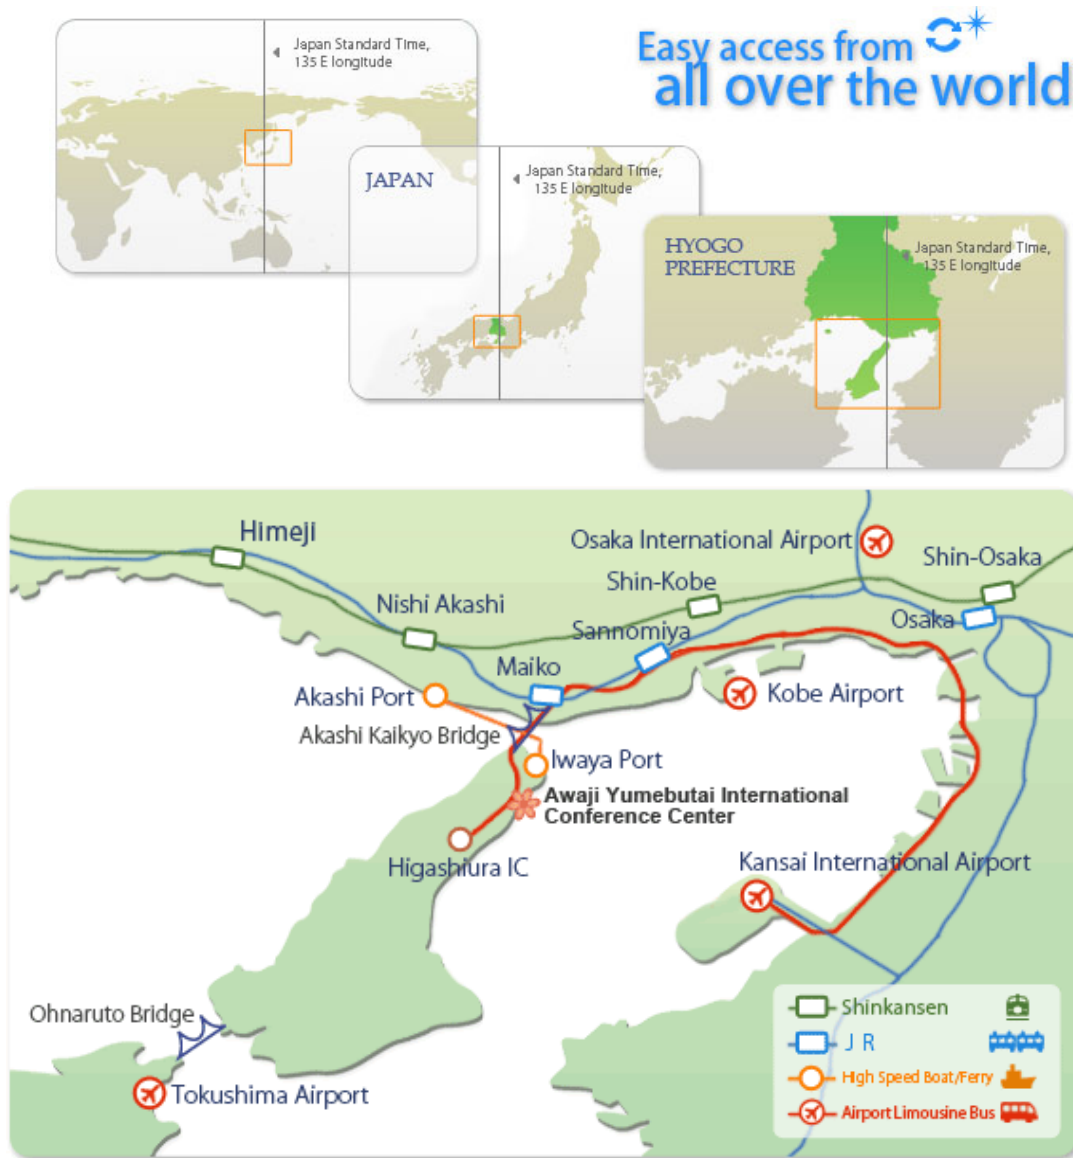 Japan Standard Time,
135 E longitude
Easy access from
all over the world
JAPAN
Japan Standard Time,
135 E longitude
HYOGO
PREFECTURE
Japan Standard Time,
135 E longitude
Himeji
Osaka International Airport
Shin-Osaka
Shin-Kobe
Nishi Akashi
Osaka
Sannomiya
Maiko
Akashi Port
Kobe Airport
Akashi Kaikyo Bridge
Iwaya Port
Awaji Yumebutai International
Conference Center
Higashiura IC
Kansai International Airport
Ohnaruto Bridge
Tokushima Airport
Shinkansen
J R
High Speed Boat/Ferry
Airport Limousine Bus